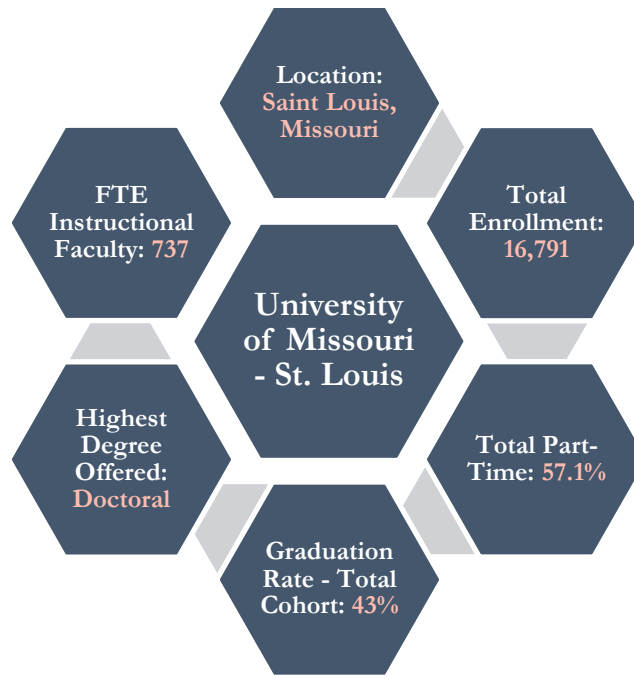 Location:
Saint Louis,
Missouri
Total
Enrollment:
16,791
Total Part-
Time: 57.1%
Graduation
Rate - Total
Cohort: 43%
Highest
Degree
Offered:
Doctoral
FTE
Instructional
Faculty: 737
University
of Missouri
- St. Louis